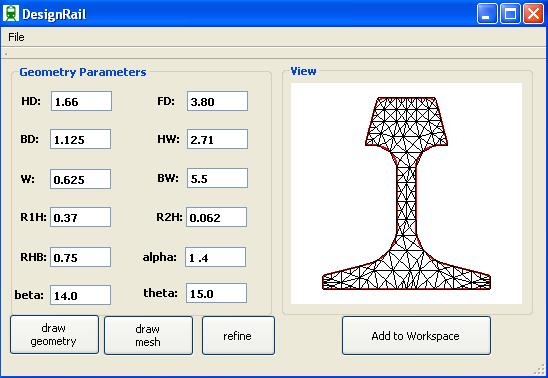 DesignRail
File
Geometry Parameters
View
HD: 1.66 FD: 3.80
BD: 1.125 HW: 2.71
W: 0.625 BW: 5.5
R1H: 0.37 R2H: 0.062
RHB: 0.75 alpha: 1 .4
beta: 14.0 theta: 15.0
draw geometry
draw mesh
refine
Add to Workspace